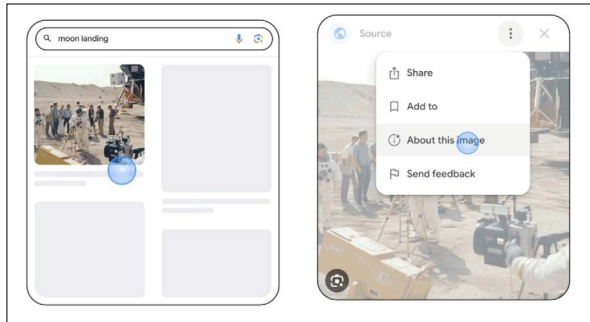 moon landing
Source
Share
Add to
About this image
Send feedback